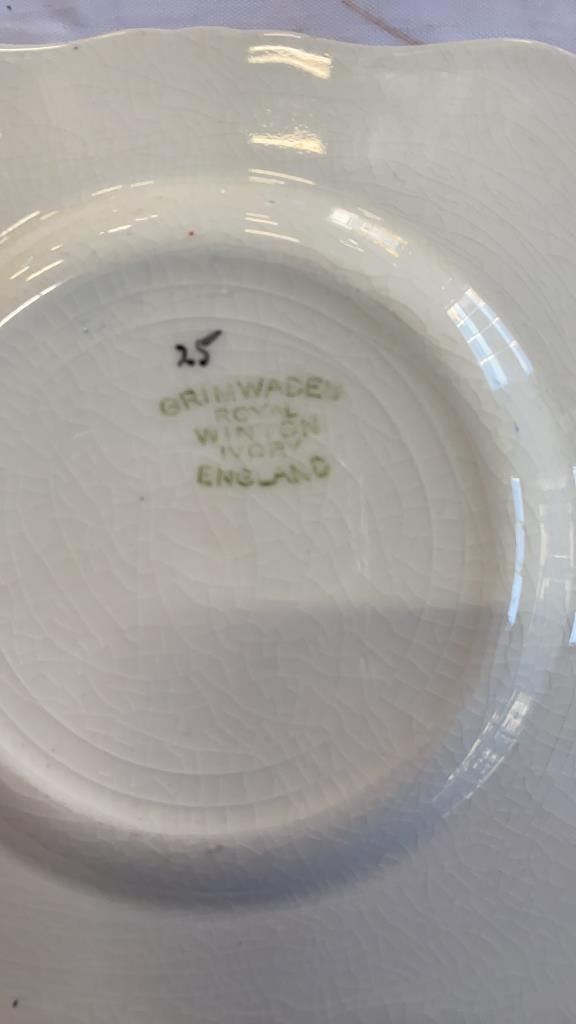 25
GRIMWADES
ROYAL
WINTON
IVORY
ENGLAND